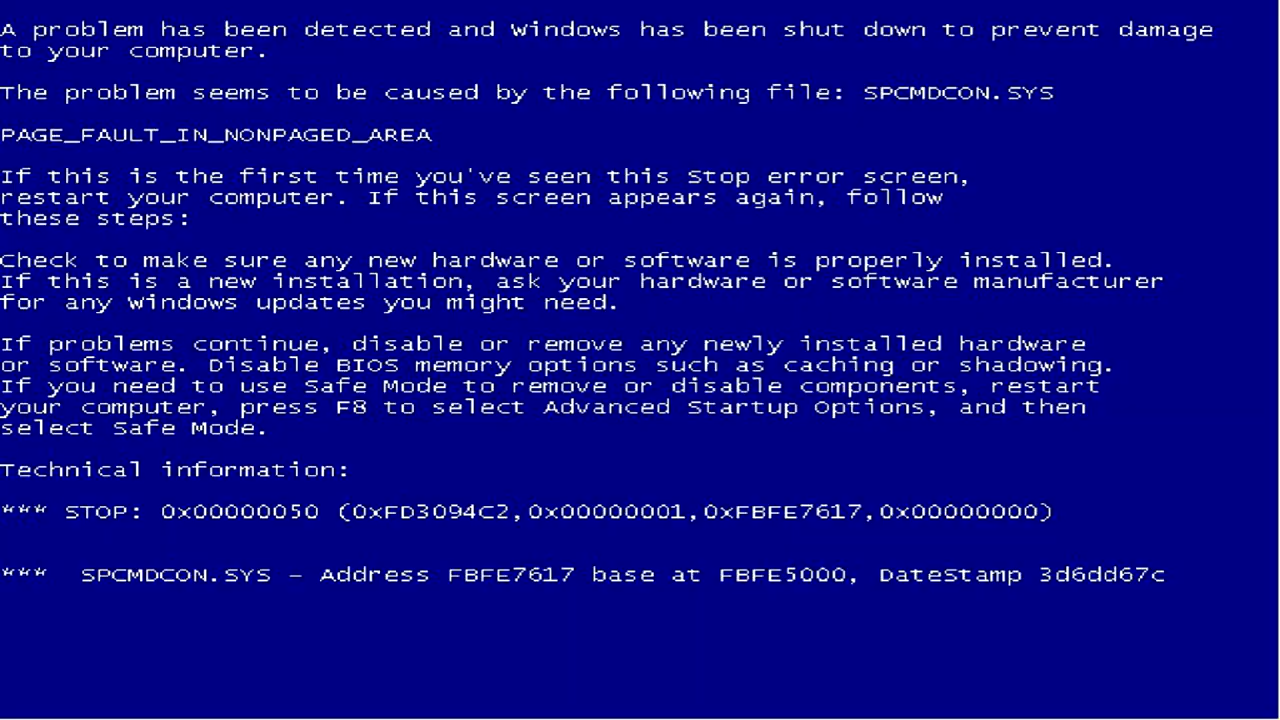 A problem has been detected and Windows has been shut down to prevent damage
to your computer.
The problem seems to be caused by the following file: SPCMDCON.SYS
PAGE_FAULT_IN_NONPAGED_AREA
If this is the first time you've seen this Stop error screen,
restart your computer. If this screen appears again, follow
these steps:
Check to make sure any new hardware or software is properly installed.
If this is a new installation, ask your hardware or software manufacturer
for any Windows updates you might need.
If problems continue, disable or remove any newly installed hardware
or software. Disable BIOS memory options such as caching or shadowing.
If you need to use Safe Mode to remove or disable components, restart
your computer, press F8 to select Advanced Startup Options, and then
select Safe Mode.
Technical information:
*** STOP: 0x00000050 (0xFD3094C2,0x00000001,0xFBFE7617,0x00000000)
***  SPCMDCON.SYS - Address FBFE7617 base at FBFE5000, DateStamp 3d6dd67c